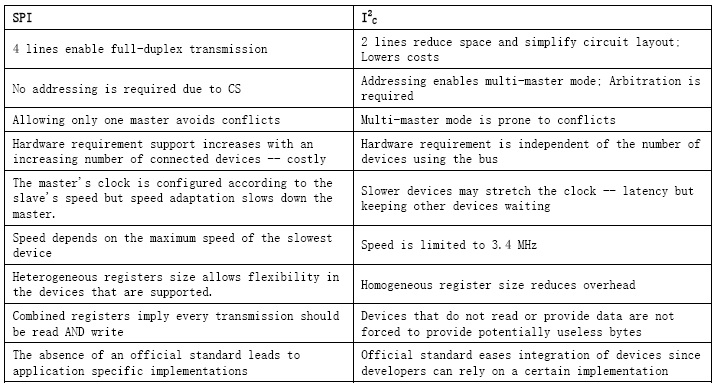 SPI
I²c
4 lines enable full-duplex transmission
2 lines reduce space and simplify circuit layout;
Lowers costs
No addressing is required due to CS
Addressing enables multi-master mode; Arbitration is
required
Allowing only one master avoids conflicts
Multi-master mode is prone to conflicts
Hardware requirement support increases with an
increasing number of connected devices -- costly
Hardware requirement is independent of the number of
devices using the bus
The master's clock is configured according to the
slave's speed but speed adaptation slows down the
master.
Slower devices may stretch the clock -- latency but
keeping other devices waiting
Speed depends on the maximum speed of the slowest
device
Speed is limited to 3.4 MHz
Heterogeneous registers size allows flexibility in
the devices that are supported.
Homogeneous register size reduces overhead
Combined registers imply every transmission should
be read AND write
Devices that do not read or provide data are not
forced to provide potentially useless bytes
The absence of an official standard leads to
application specific implementations
Official standard eases integration of devices since
developers can rely on a certain implementation